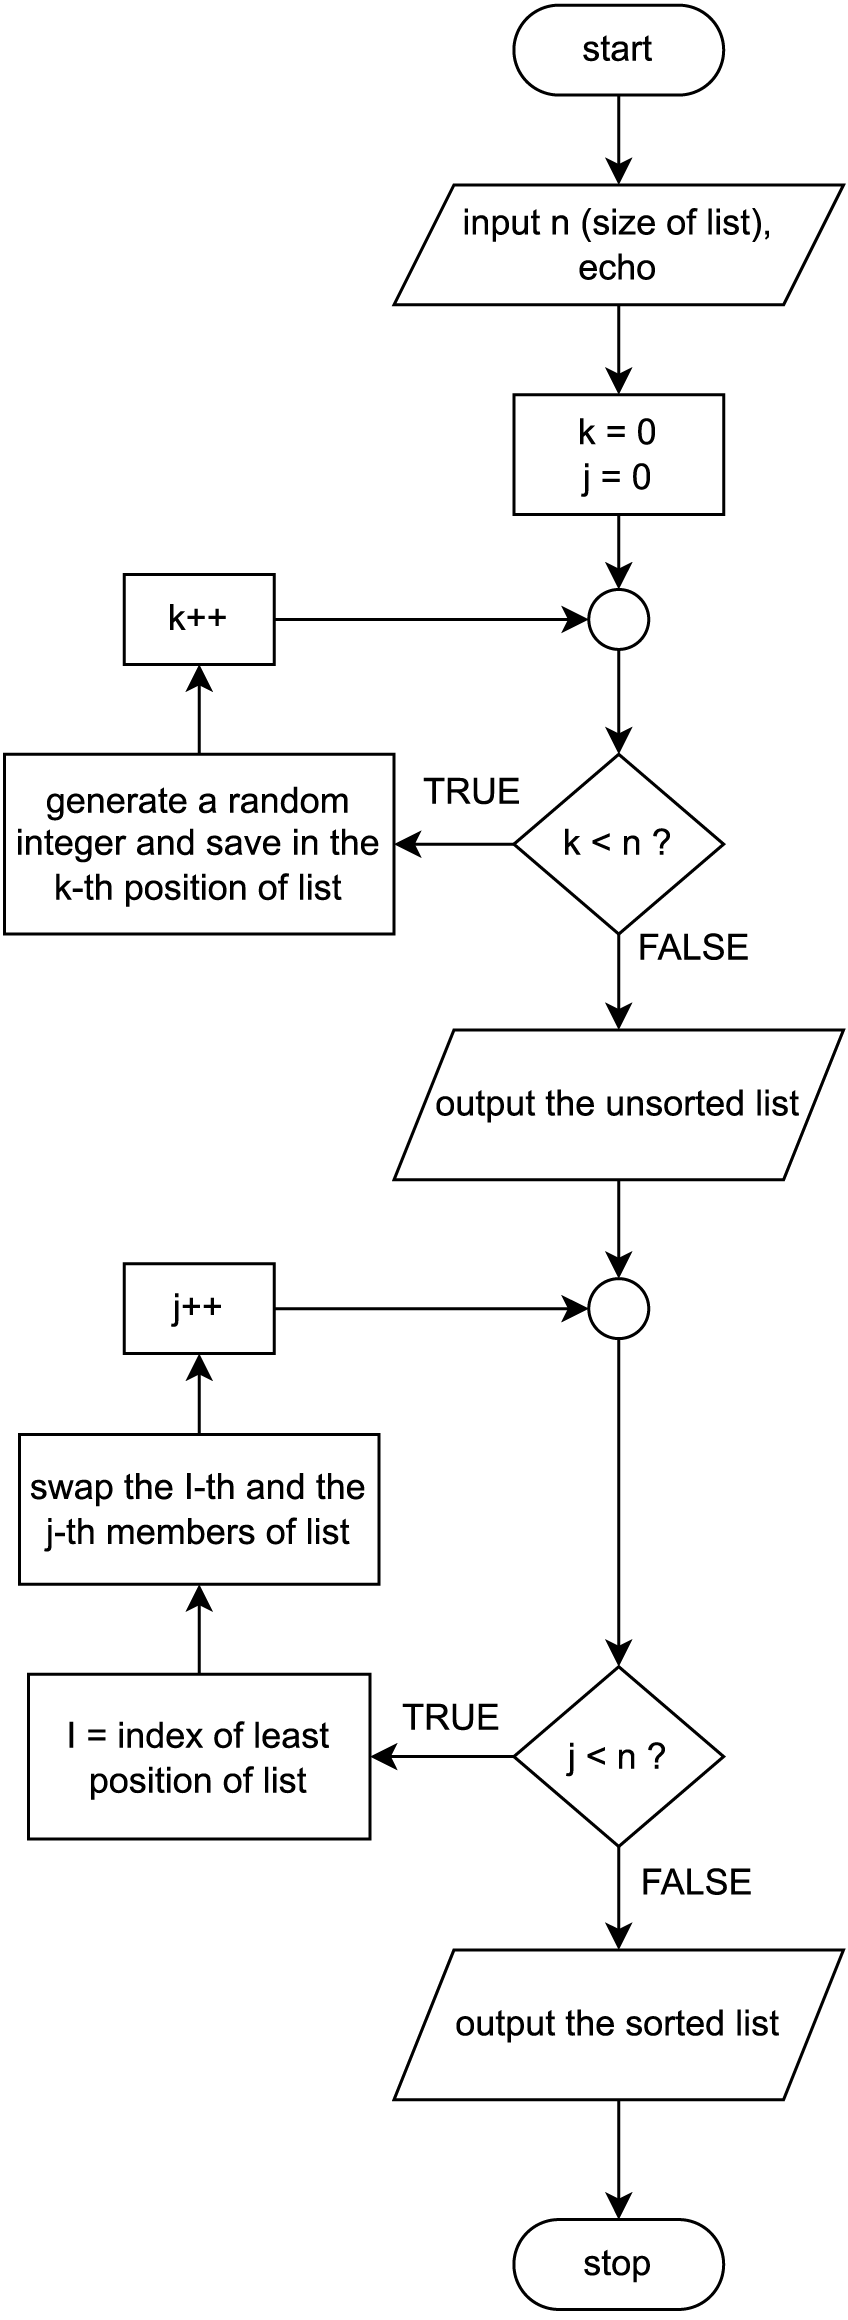 start
input n (size of list),
echo
k = 0
j = 0
k++
generate a random
integer and save in the
k-th position of list
TRUE
k < n ?
FALSE
output the unsorted list
j++
swap the I-th and the
j-th members of list
I = index of least
position of list
TRUE
j < n ?
FALSE
output the sorted list
stop